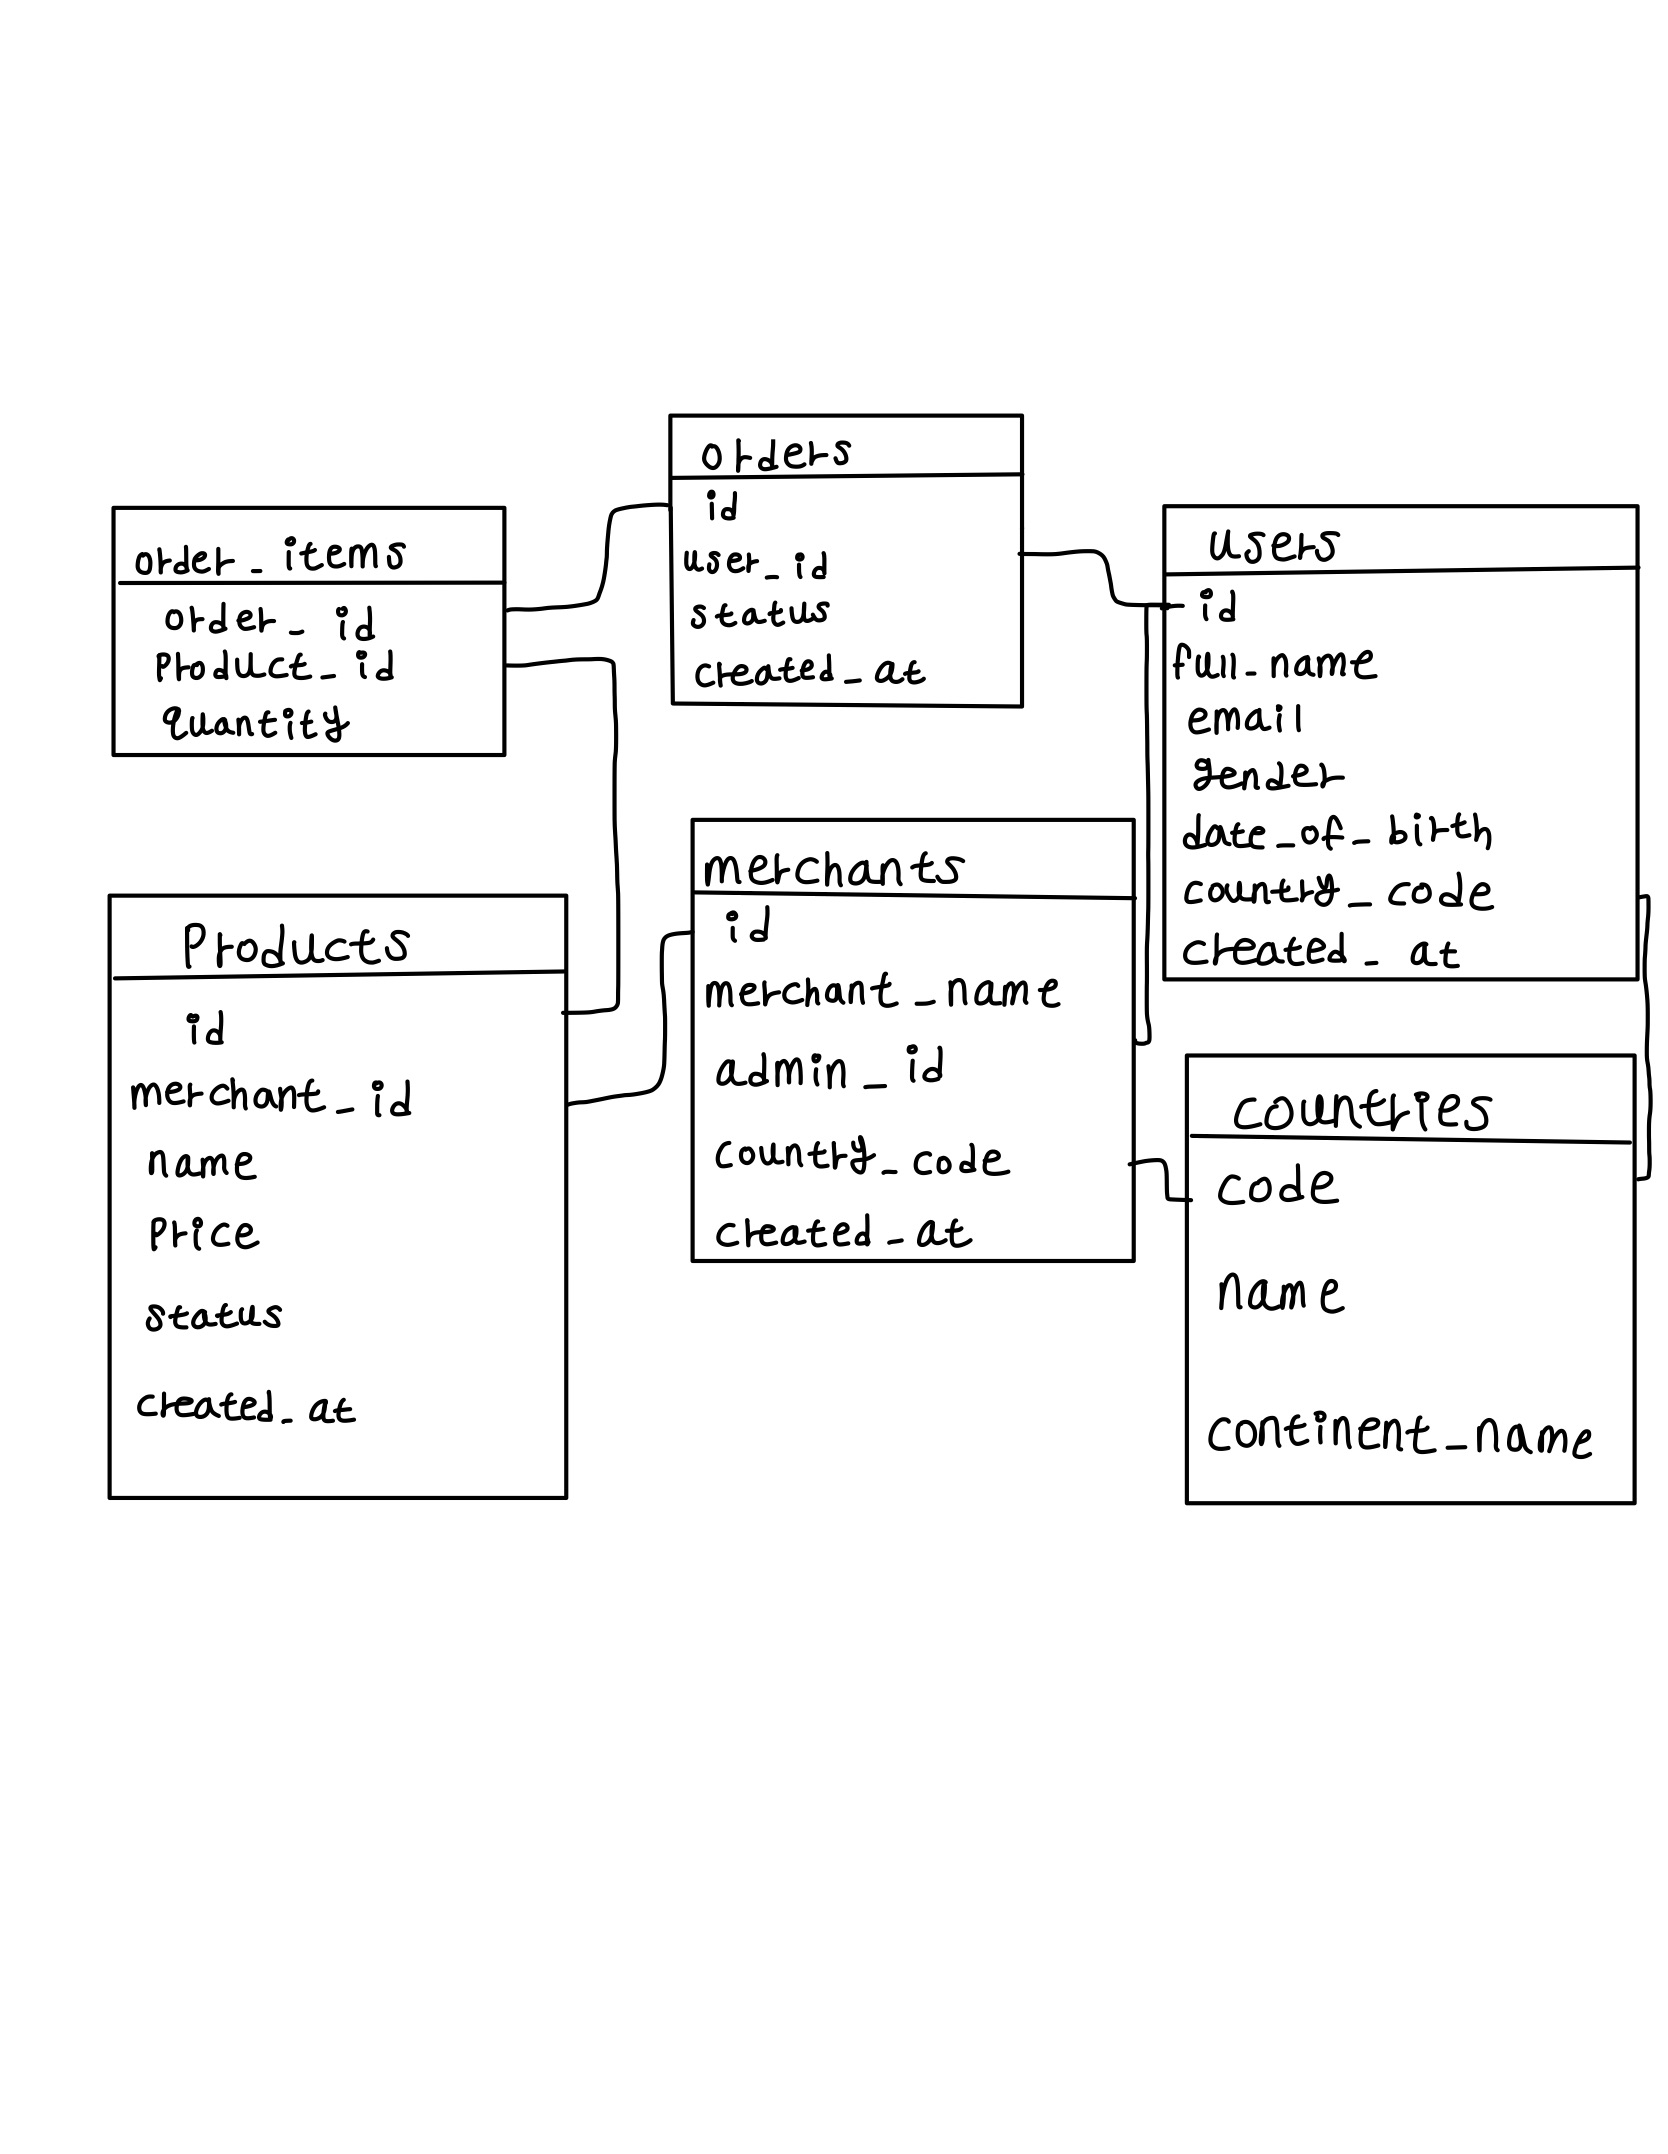 orders
id
user_id
status
created_at
order_items
order_id
product_id
quantity
users
id
full_name
email
gender
date_of_birth
country_code
created_at
merchants
id
merchant_name
admin_id
country_code
created_at
Products
id
merchant_id
name
price
status
created_at
countries
code
name
continent_name